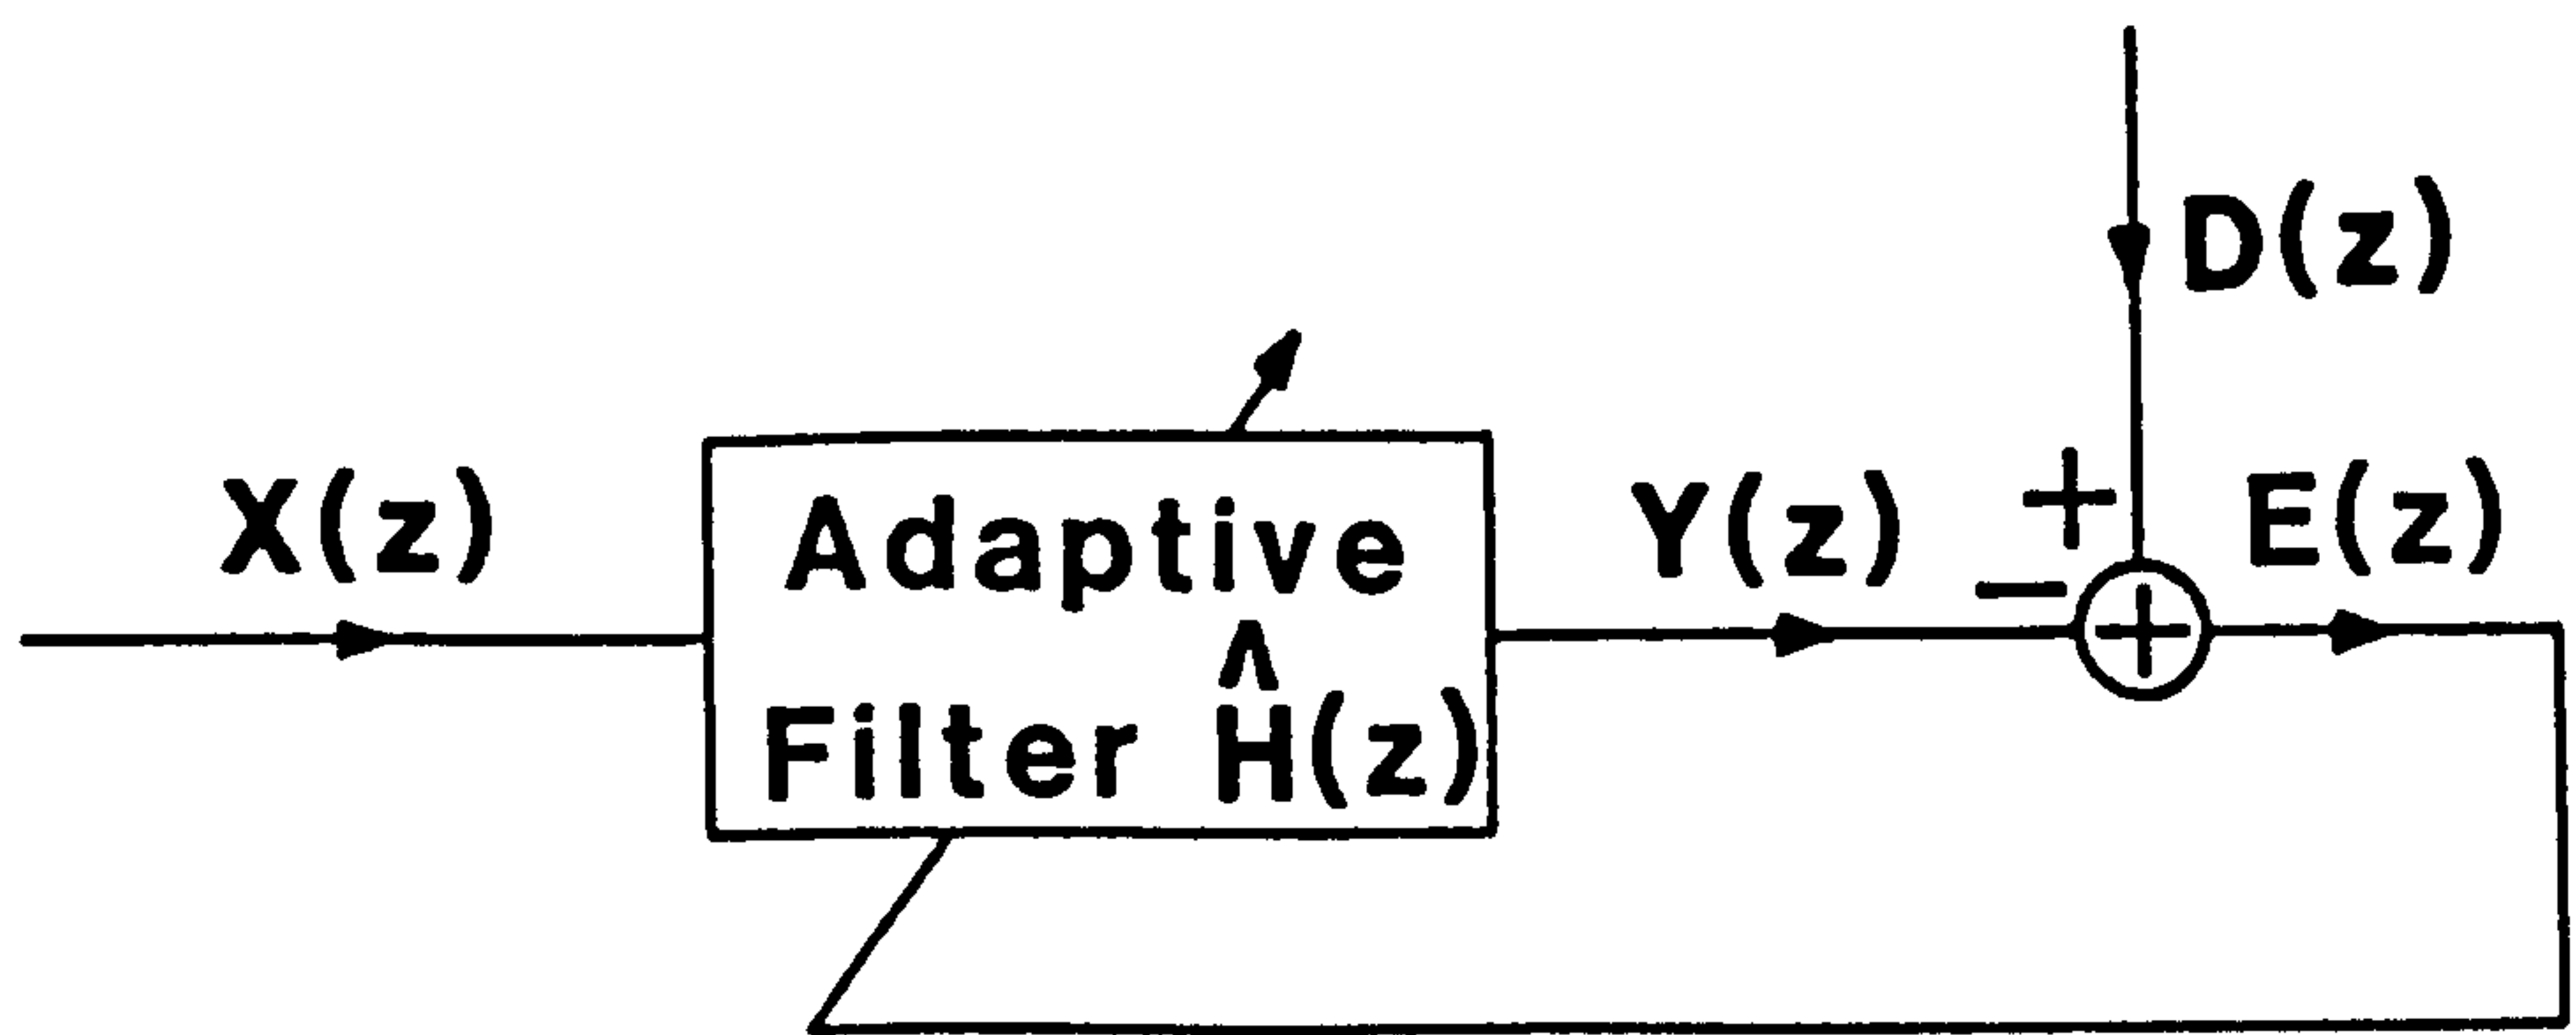 D(z)
X(z)
Adaptive
Filter Ĥ(z)
Y(z)
+
−
+
E(z)